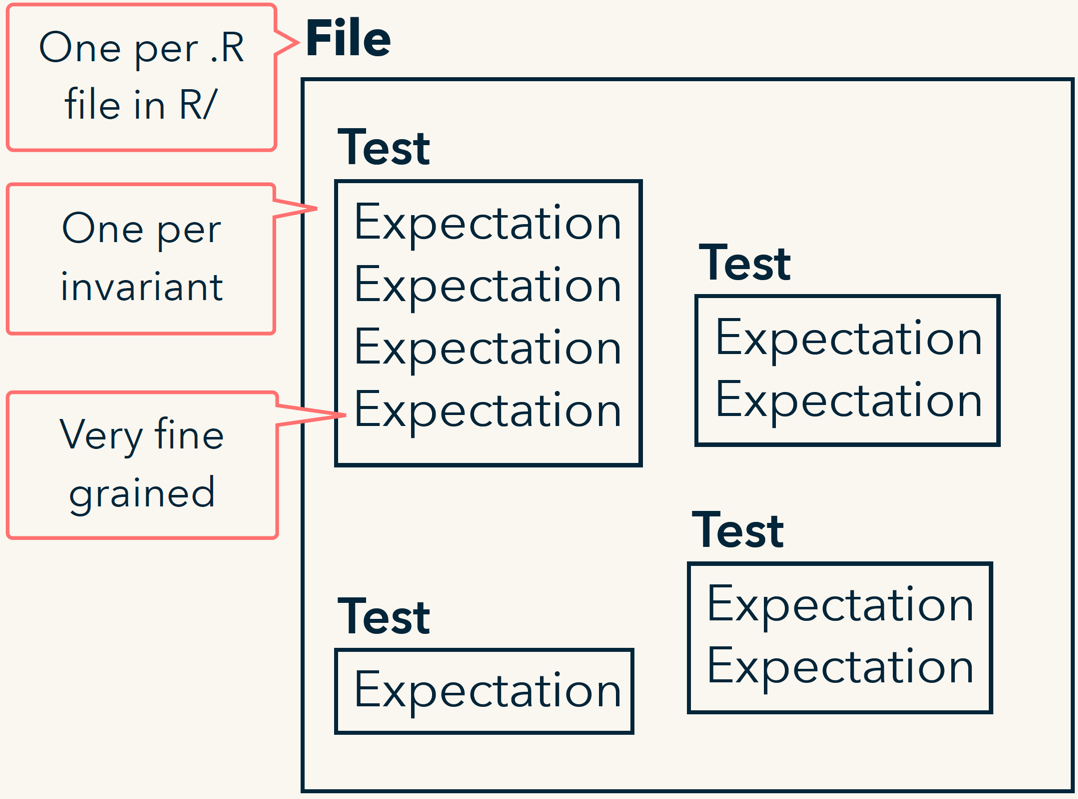 One per .R
file in R/
File
One per
invariant
Very fine
grained
Test
Expectation
Expectation
Expectation
Expectation
Test
Expectation
Expectation
Test
Expectation
Test
Expectation
Expectation